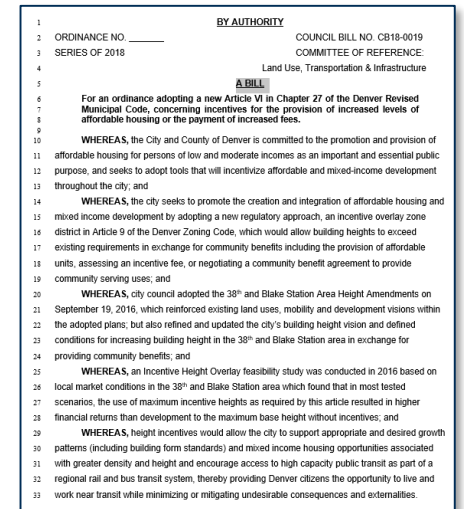 1 BY AUTHORITY
2 ORDINANCE NO. _______ COUNCIL BILL NO. CB18-0019
3 SERIES OF 2018 COMMITTEE OF REFERENCE:
4 Land Use, Transportation & Infrastructure
5 A BILL
6 For an ordinance adopting a new Article VI in Chapter 27 of the Denver Revised
7 Municipal Code, concerning incentives for the provision of increased levels of
8 affordable housing or the payment of increased fees.
9
10 WHEREAS, the City and County of Denver is committed to the promotion and provision of
11 affordable housing for persons of low and moderate incomes as an important and essential public
12 purpose, and seeks to adopt tools that will incentivize affordable and mixed-income development
13 throughout the city; and
14 WHEREAS, the city seeks to promote the creation and integration of affordable housing and
15 mixed income development by adopting a new regulatory approach, an incentive overlay zone
16 district in Article 9 of the Denver Zoning Code, which would allow building heights to exceed
17 existing requirements in exchange for community benefits including the provision of affordable
18 units, assessing an incentive fee, or negotiating a community benefit agreement to provide
19 community serving uses; and
20 WHEREAS, city council adopted the 38th and Blake Station Area Height Amendments on
21 September 19, 2016, which reinforced existing land uses, mobility and development visions within
22 the adopted plans; but also refined and updated the city's building height vision and defined
23 conditions for increasing building height in the 38th and Blake Station area in exchange for
24 providing community benefits; and
25 WHEREAS, an Incentive Height Overlay feasibility study was conducted in 2016 based on
26 local market conditions in the 38th and Blake Station area which found that in most tested
27 scenarios, the use of maximum incentive heights as required by this article resulted in higher
28 financial returns than development to the maximum base height without incentives; and
29 WHEREAS, height incentives would allow the city to support appropriate and desired growth
30 patterns (including building form standards) and mixed income housing opportunities associated
31 with greater density and height and encourage access to high capacity public transit as part of a
32 regional rail and bus transit system, thereby providing Denver citizens the opportunity to live and
33 work near transit while minimizing or mitigating undesirable consequences and externalities.